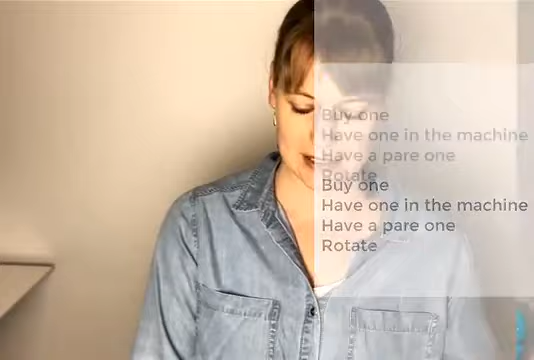 Buy one
Have one in the machine
Have a pare one
Rotate
Buy one
Have one in the machine
Have a pare one
Rotate